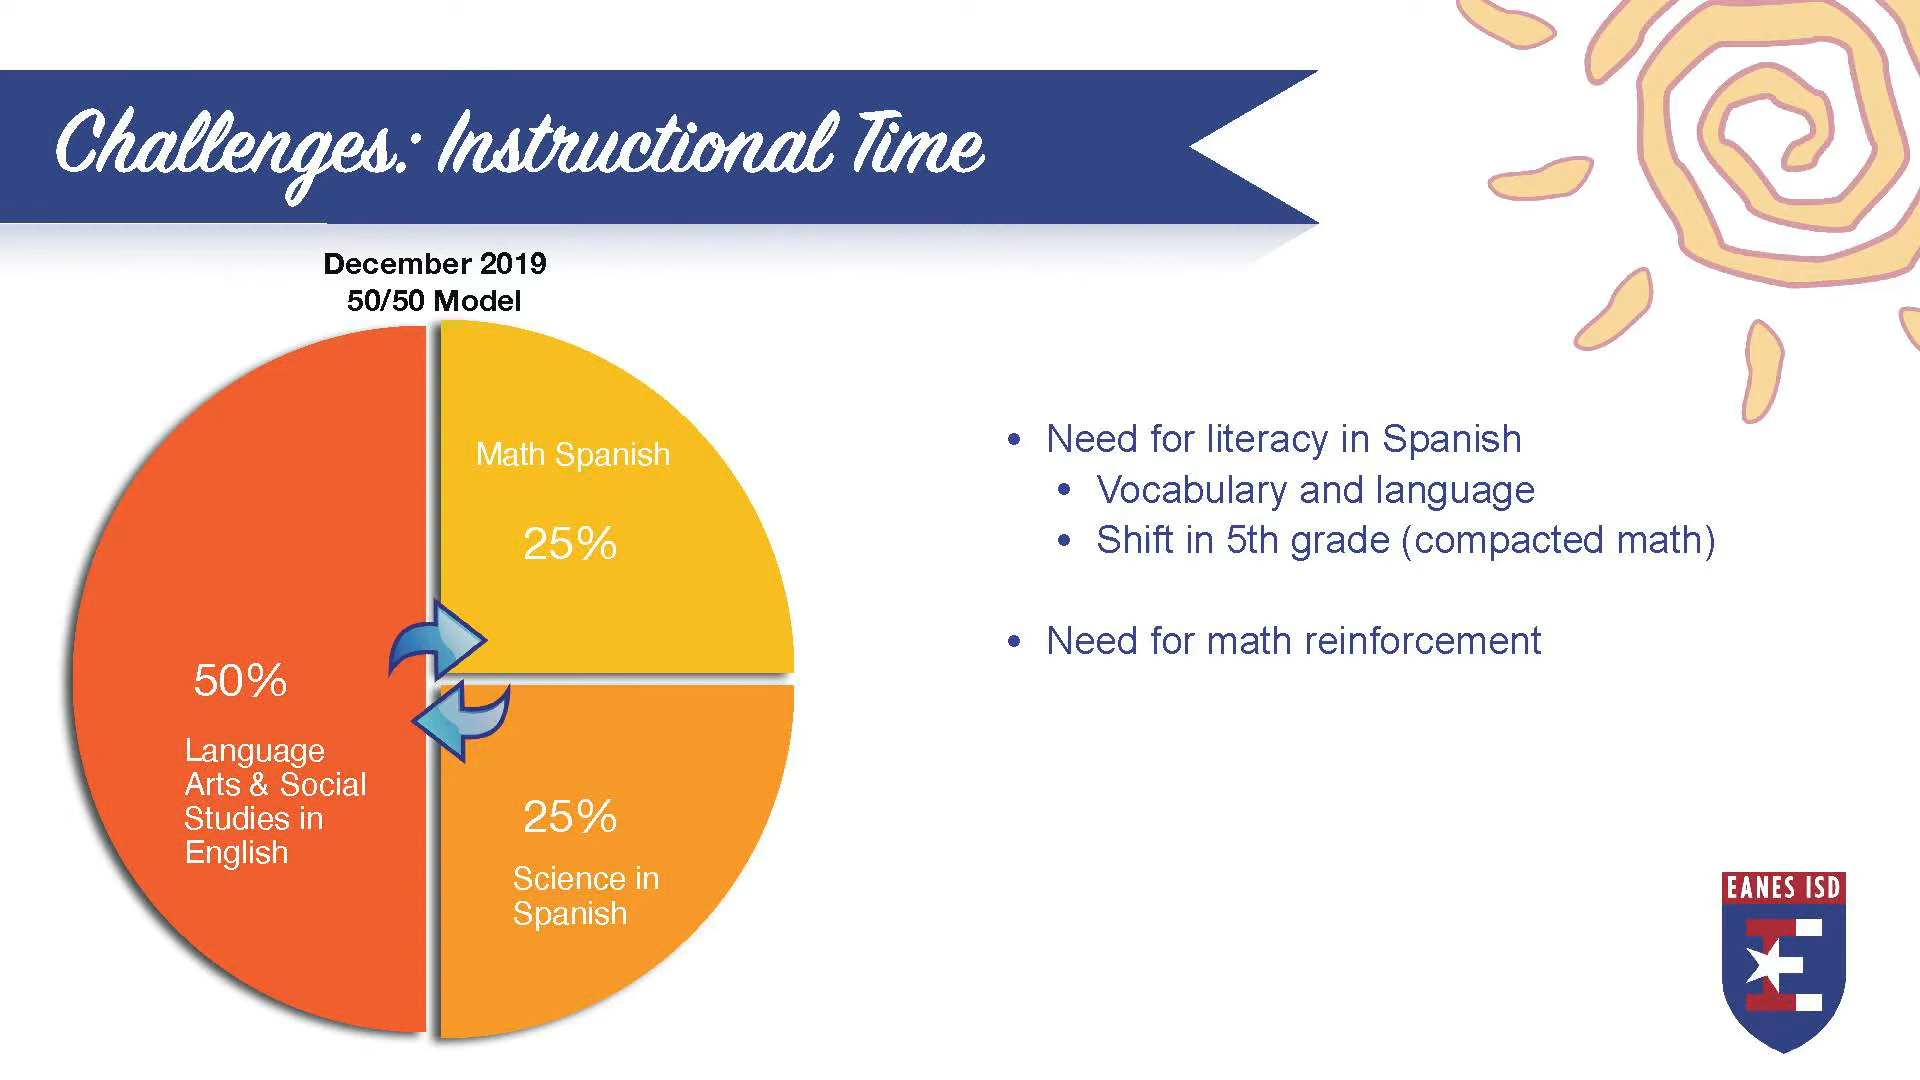 Challenges: Instructional Time
December 2019
50/50 Model
Math Spanish
25%
50%
Language
Arts & Social
Studies in
English
25%
Science in
Spanish
• Need for literacy in Spanish
• Vocabulary and language
• Shift in 5th grade (compacted math)
• Need for math reinforcement
EANES ISD
E